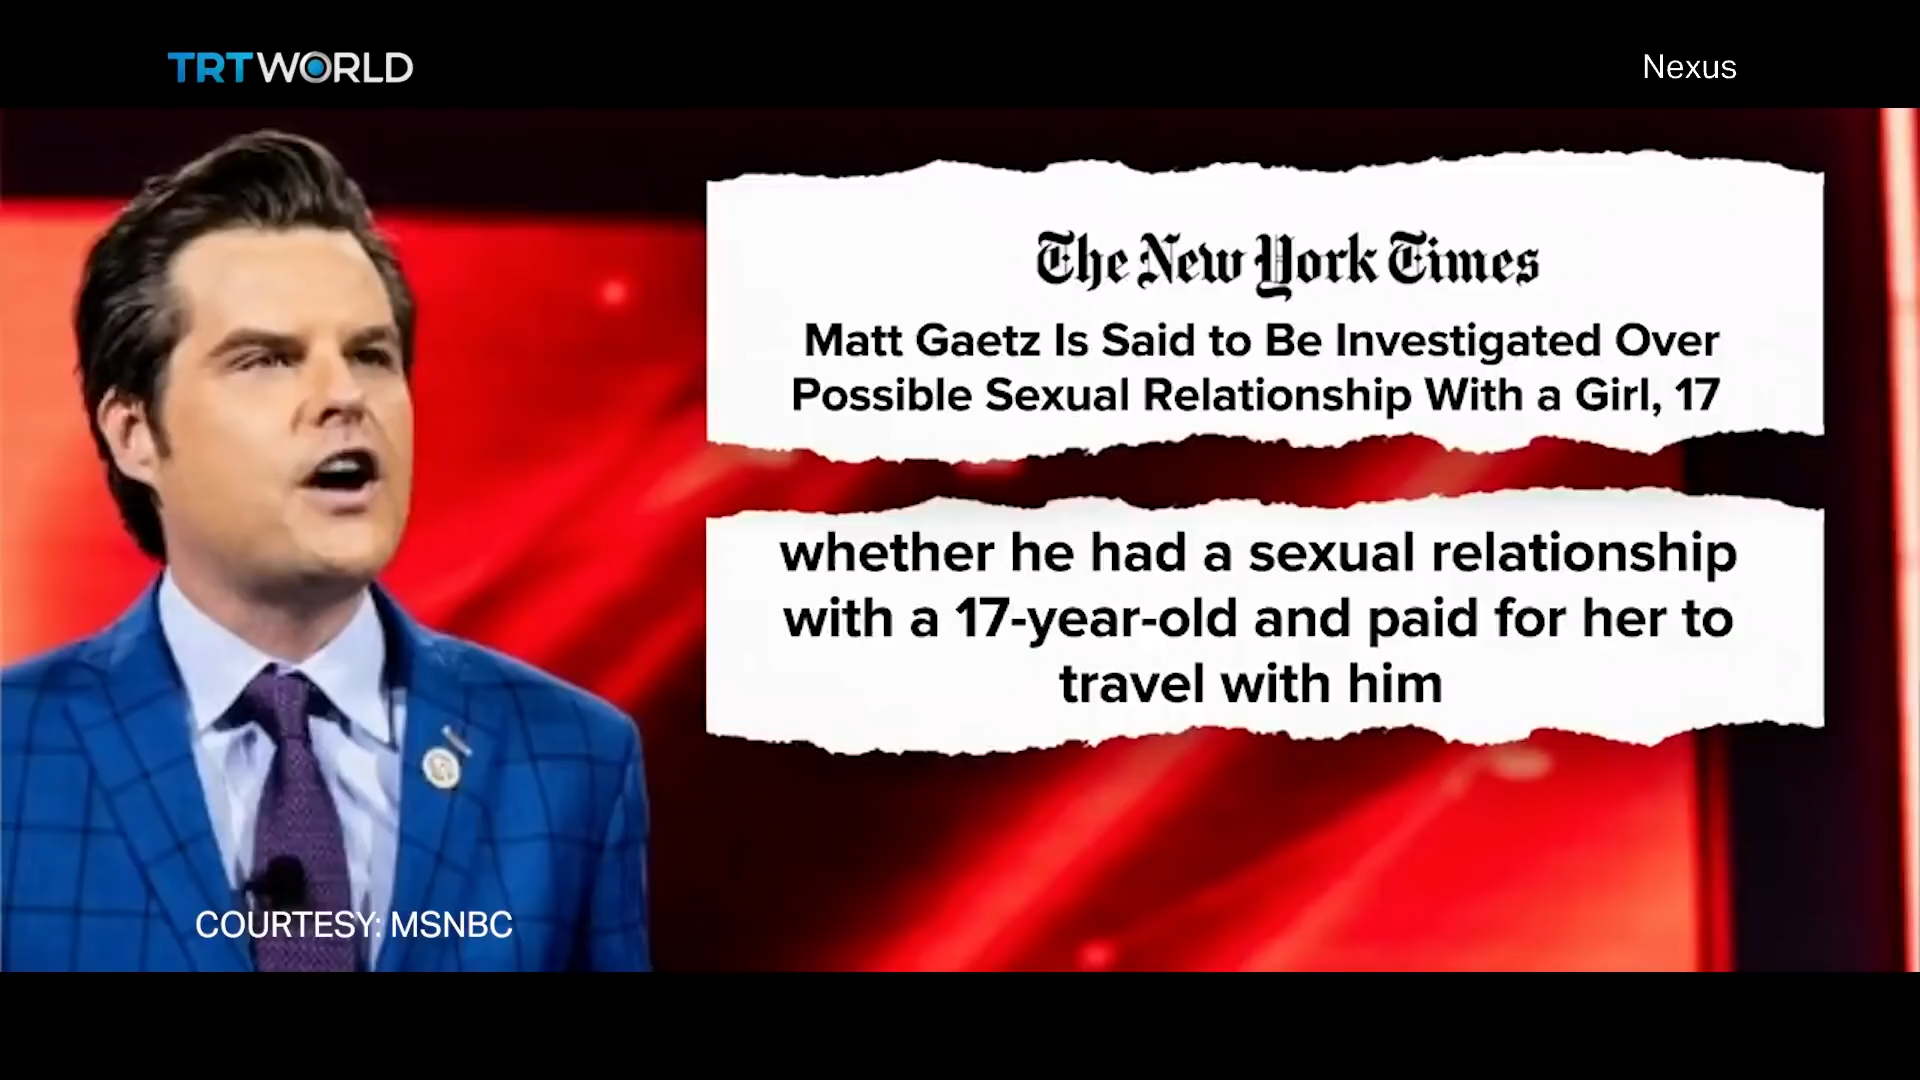 TRT WORLD
Nexus
The New York Times
Matt Gaetz Is Said to Be Investigated Over
Possible Sexual Relationship With a Girl, 17
whether he had a sexual relationship
with a 17-year-old and paid for her to
travel with him
COURTESY: MSNBC